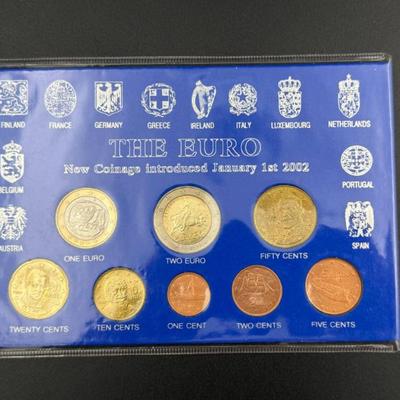 FINLAND FRANCE GERMANY GREECE IRELAND ITALY LUXEMBOURG NETHERLANDS
THE EURO
New Coinage introduced January 1st 2002
BELGIUM PORTUGAL
AUSTRIA SPAIN
ONE EURO TWO EURO FIFTY CENTS
TWENTY CENTS TEN CENTS ONE CENT TWO CENTS FIVE CENTS